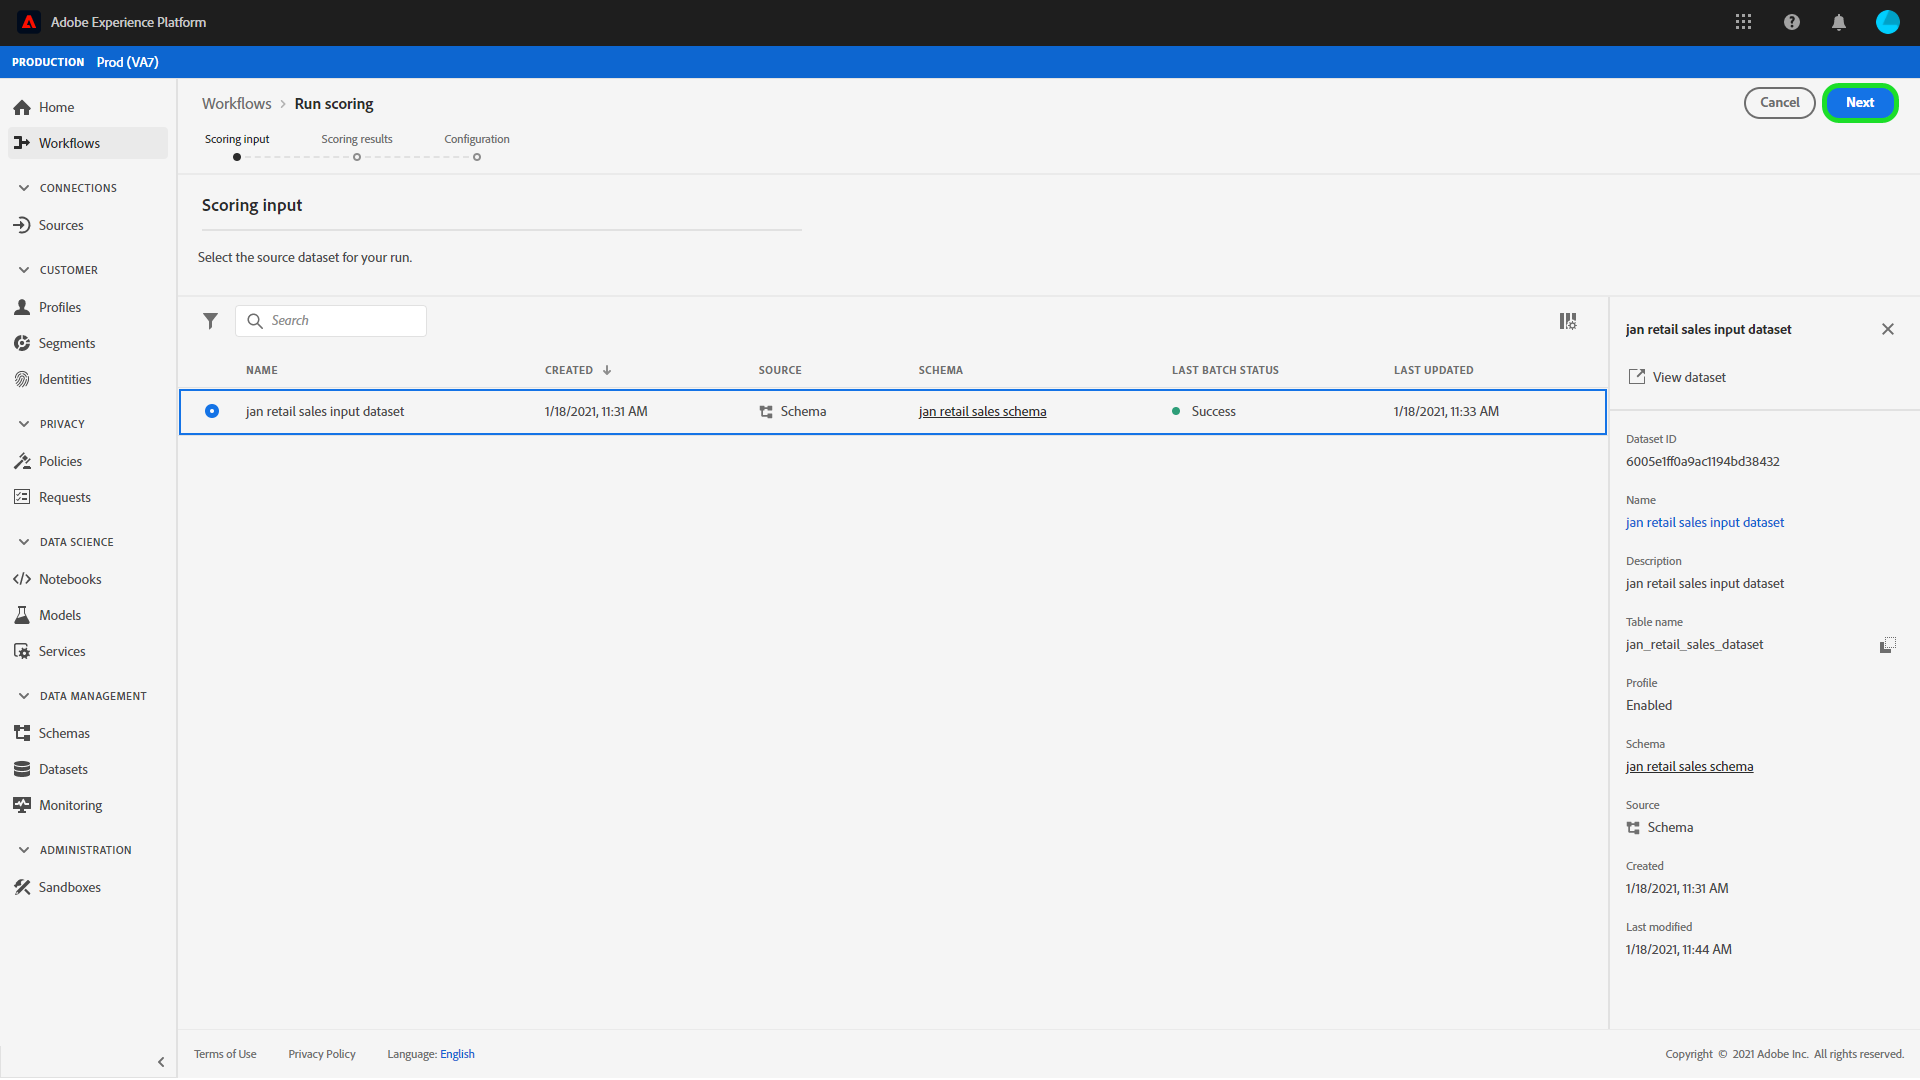 Adobe Experience Platform
PRODUCTION Prod (VA7)
Home
Workflows
CONNECTIONS
Sources
CUSTOMER
Profiles
Segments
Identities
PRIVACY
Policies
Requests
DATA SCIENCE
Notebooks
Models
Services
DATA MANAGEMENT
Schemas
Datasets
Monitoring
ADMINISTRATION
Sandboxes
Workflows > Run scoring
Cancel Next
Scoring input Scoring results Configuration
Scoring input
Select the source dataset for your run.
Search
NAME CREATED ↓ SOURCE SCHEMA LAST BATCH STATUS LAST UPDATED
jan retail sales input dataset 1/18/2021, 11:31 AM Schema jan retail sales schema Success 1/18/2021, 11:33 AM
jan retail sales input dataset
View dataset
Dataset ID
6005e1ff0a9ac1194bd38432
Name
jan retail sales input dataset
Description
jan retail sales input dataset
Table name
jan_retail_sales_dataset
Profile
Enabled
Schema
jan retail sales schema
Source
Schema
Created
1/18/2021, 11:31 AM
Last modified
1/18/2021, 11:44 AM
Terms of Use Privacy Policy Language: English
Copyright © 2021 Adobe Inc. All rights reserved.